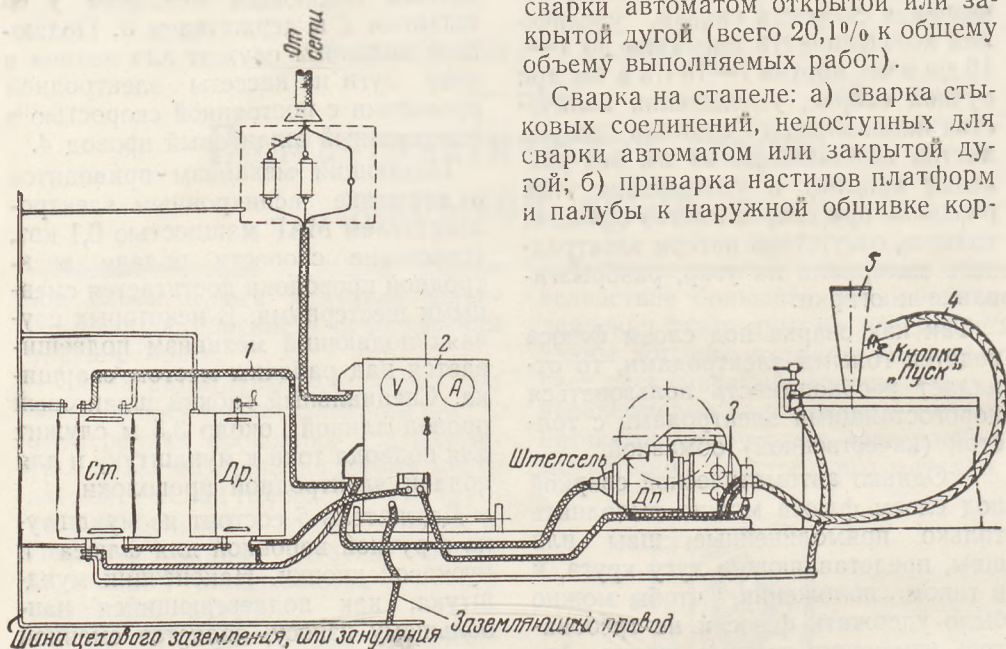 сварки автоматом открытой или за-
крытой дугой (всего 20,1% к общему
объему выполняемых работ).
Сварка на стапеле: а) сварка сты-
ковых соединений, недоступных для
сварки автоматом или закрытой ду-
гой; б) приварка настилов платформ
и палубы к наружной обшивке кор-
От
сети
1
2
V
A
3
4
5
Кнопка
„Пуск"
Штепсель
Ст
Др
Дп
Шина цехового заземления, или зануления
Заземляющий провод